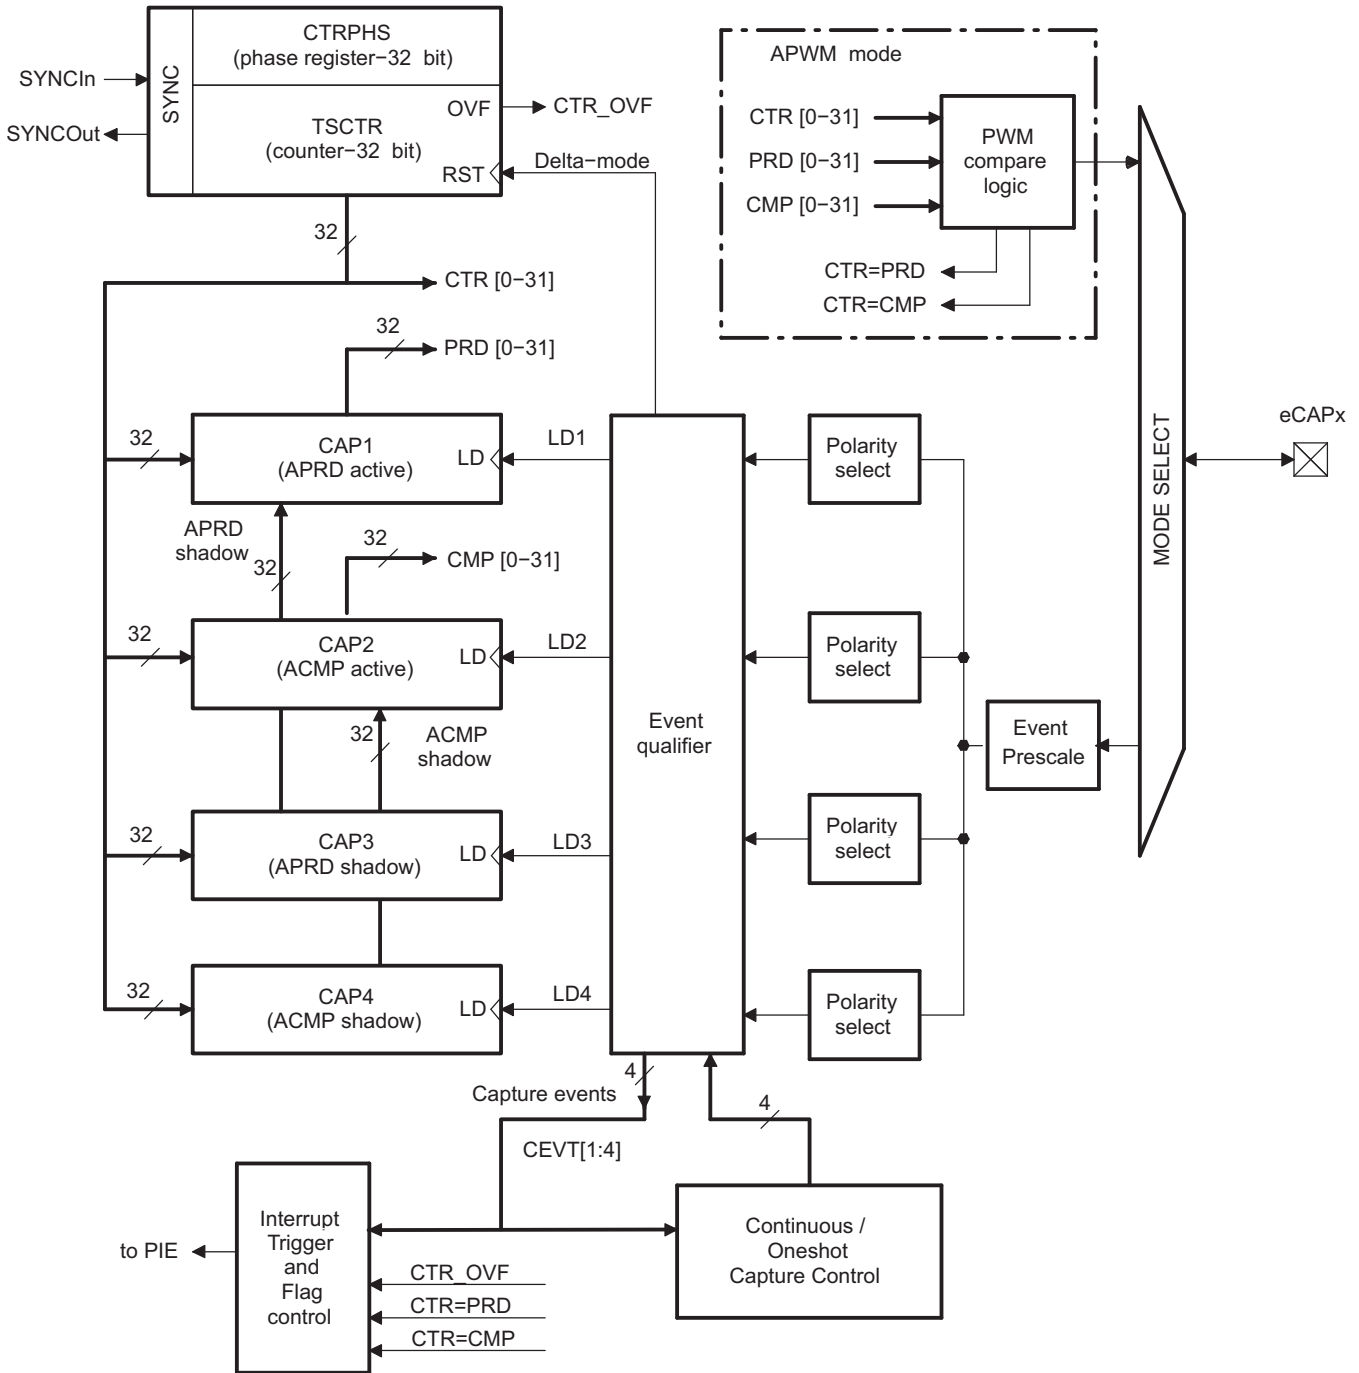 CTRPHS
(phase register−32 bit)
APWM mode
SYNCIn
SYNC
OVF
CTR_OVF
CTR [0−31]
SYNCOut
TSCTR
(counter−32 bit)
RST
Delta−mode
PRD [0−31]
PWM
compare
logic
CMP [0−31]
32
CTR=PRD
CTR [0−31]
CTR=CMP
32
PRD [0−31]
eCAPx
MODE SELECT
32
CAP1
(APRD active)
LD
LD1
Polarity
select
APRD
shadow
32
32
CMP [0−31]
32
CAP2
(ACMP active)
LD
LD2
Polarity
select
32
ACMP
shadow
Event
qualifier
Event
Prescale
32
CAP3
(APRD shadow)
LD
LD3
Polarity
select
32
CAP4
(ACMP shadow)
LD
LD4
Polarity
select
4
Capture events
4
CEVT[1:4]
to PIE
Interrupt
Trigger
and
Flag
control
Continuous /
Oneshot
Capture Control
CTR_OVF
CTR=PRD
CTR=CMP